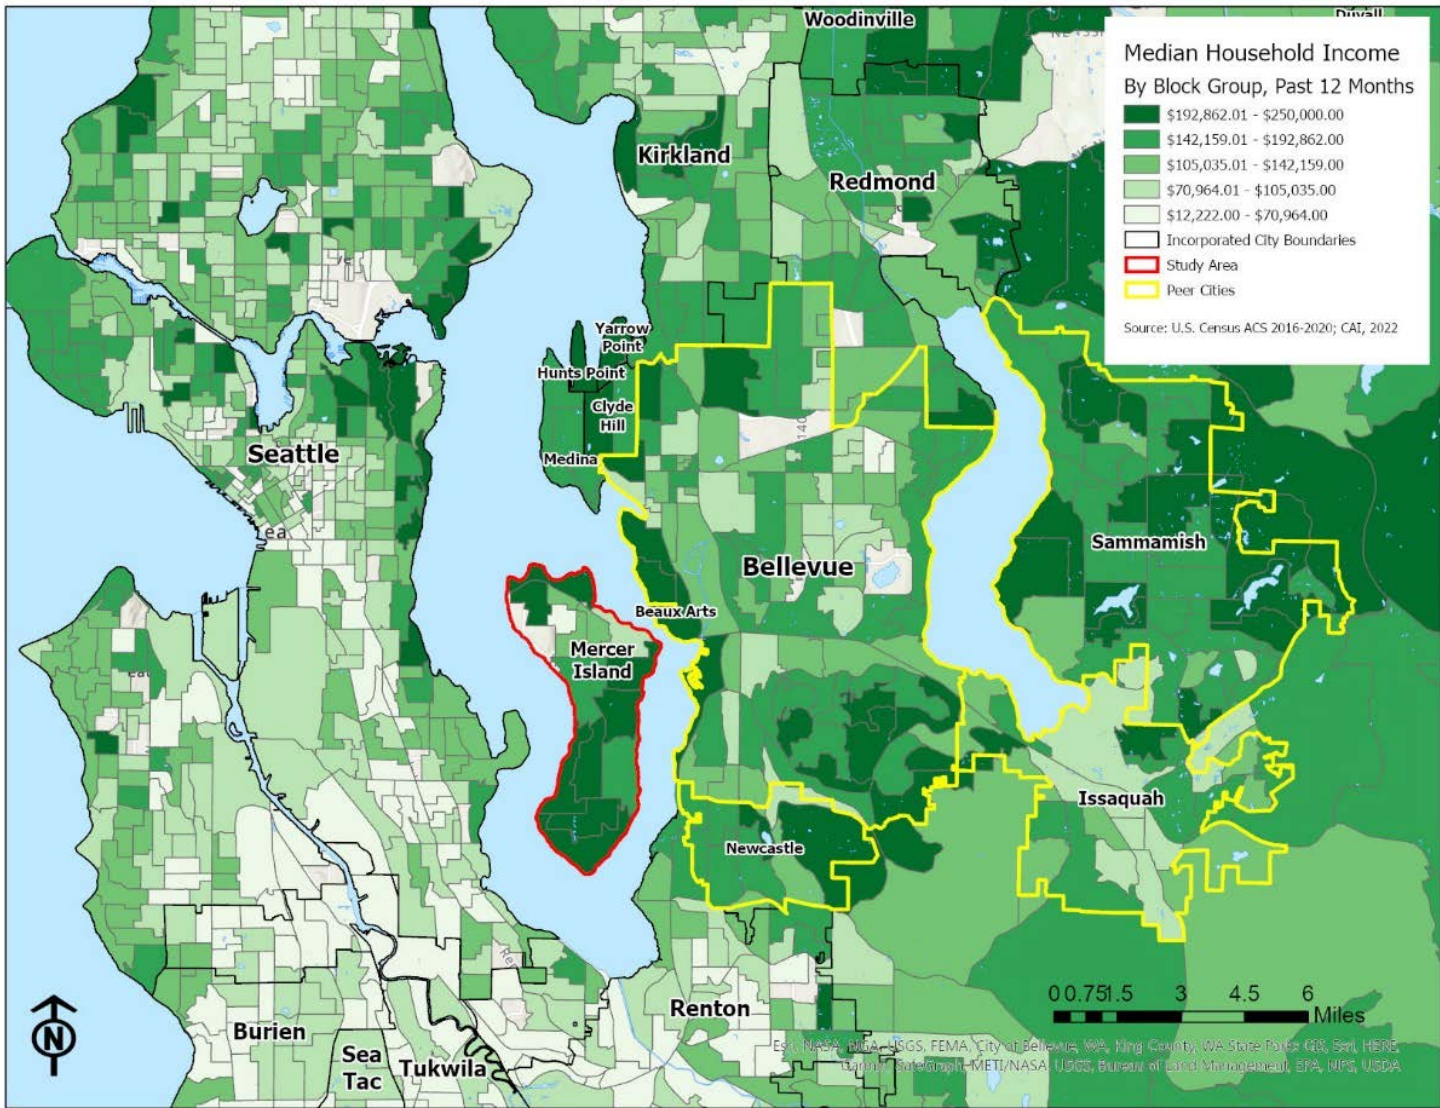 Woodinville
Duvall
Median Household Income
By Block Group, Past 12 Months
$192,862.01 - $250,000.00
$142,159.01 - $192,862.00
$105,035.01 - $142,159.00
$70,964.01 - $105,035.00
$12,222.00 - $70,964.00
Incorporated City Boundaries
Study Area
Peer Cities
Source: U.S. Census ACS 2016-2020; CAI, 2022
Kirkland
Redmond
Yarrow
Point
Hunts Point
Clyde
Hill
Medina
Seattle
ea
140
Sammamish
Bellevue
Beaux Arts
Mercer
Island
Issaquah
Newcastle
Renton
Burien
Sea
Tac
Tukwila
N
0 0.75 1.5 3 4.5 6
Miles
Esri, NASA, NGA, USGS, FEMA, City of Bellevue, WA, King County, WA State Parks GIS, Esri, HERE,
Garmin, SafeGraph, METI/NASA, USGS, Bureau of Land Management, EPA, NPS, USDA